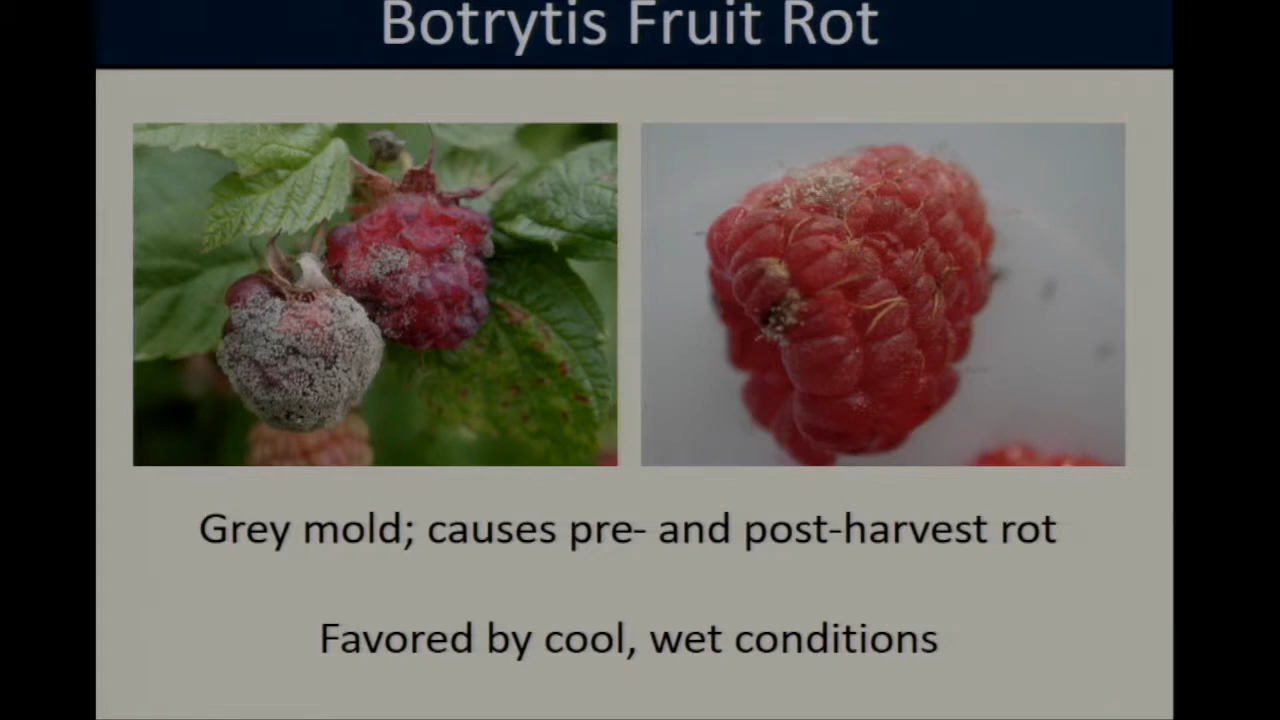 Botrytis Fruit Rot
Grey mold; causes pre- and post-harvest rot
Favored by cool, wet conditions